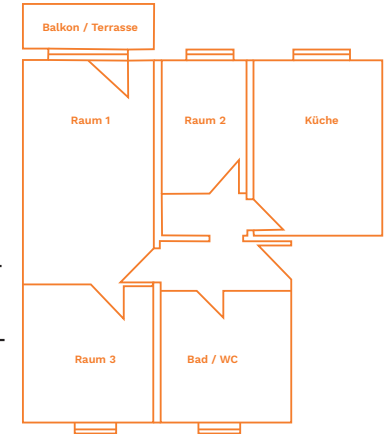 Balkon / Terrasse
Raum 1
Raum 2
Küche
Raum 3
Bad / WC